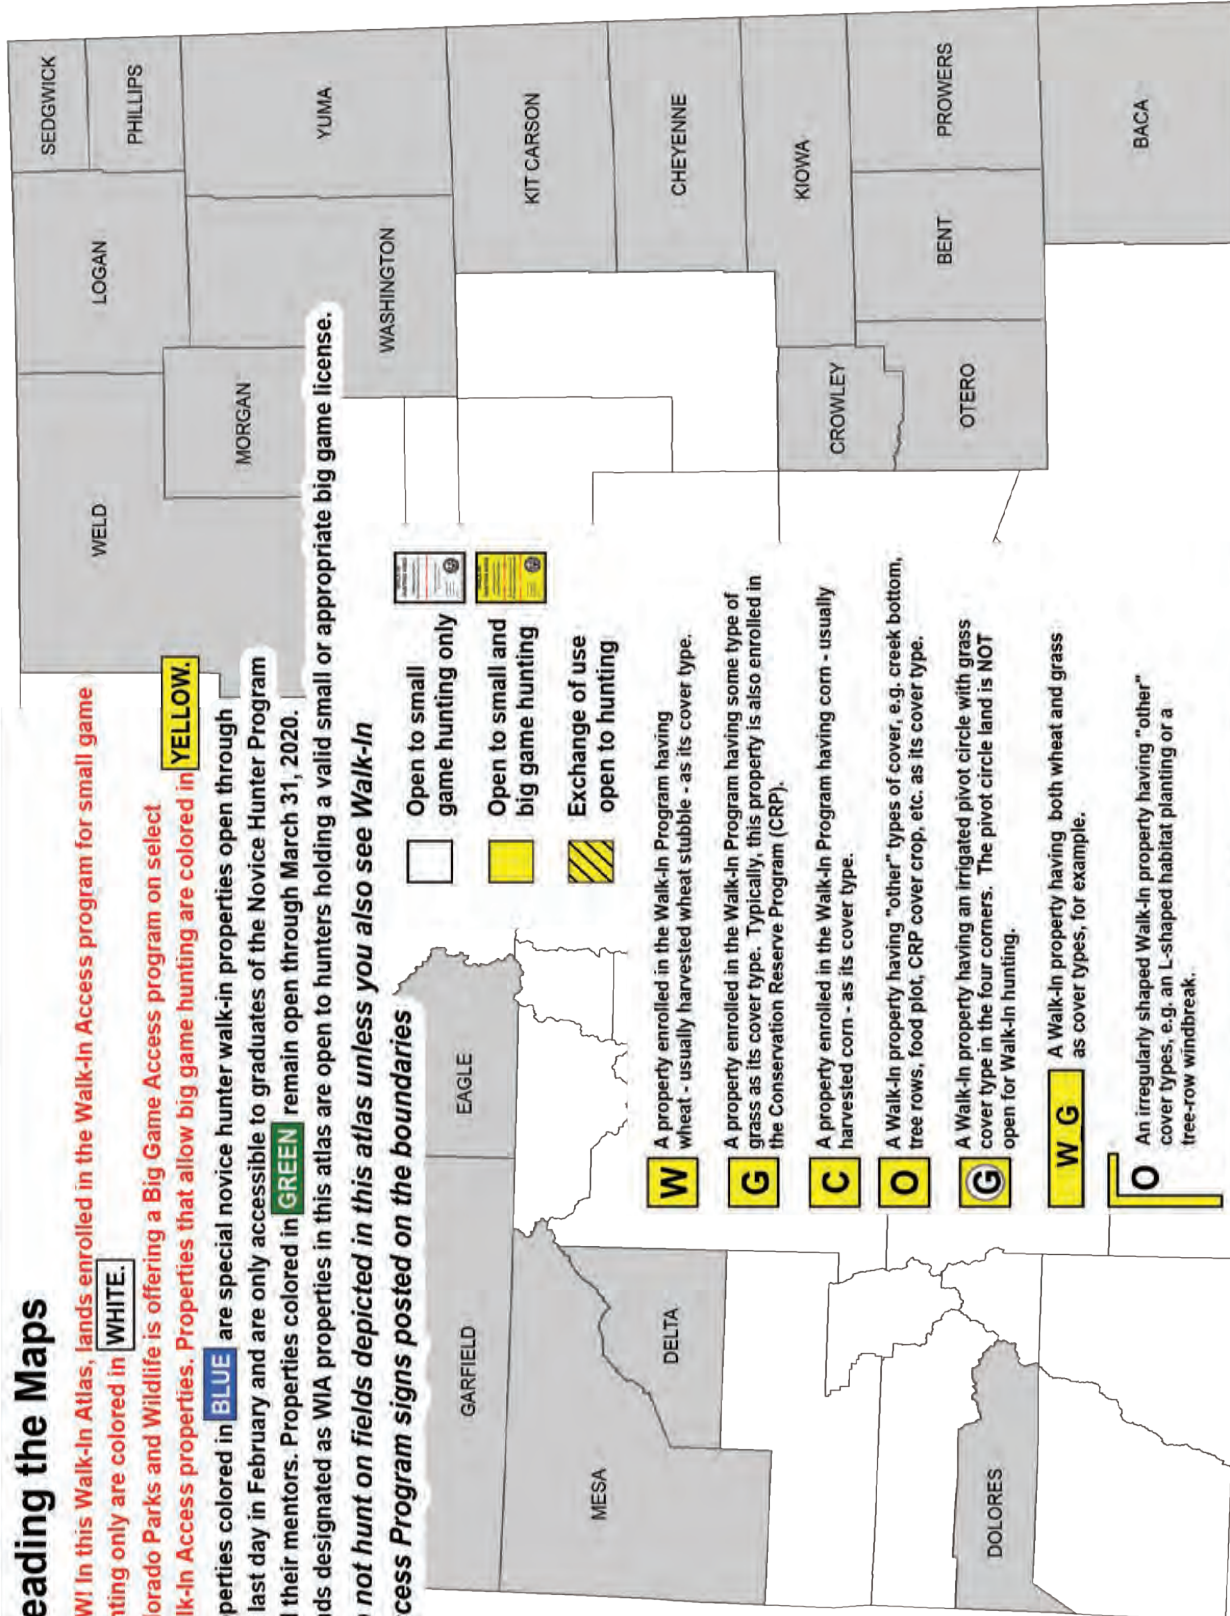 eading the Maps
W! In this Walk-In Atlas, lands enrolled in the Walk-In Access program for small game
nting only are colored in WHITE.
lorado Parks and Wildlife is offering a Big Game Access program on select
lk-In Access properties. Properties that allow big game hunting are colored in YELLOW.
perties colored in BLUE are special novice hunter walk-in properties open through
last day in February and are only accessible to graduates of the Novice Hunter Program
d their mentors. Properties colored in GREEN remain open through March 31, 2020.
nds designated as WIA properties in this atlas are open to hunters holding a valid small or appropriate big game license.
not hunt on fields depicted in this atlas unless you also see Walk-In
cess Program signs posted on the boundaries
Open to small
game hunting only
Open to small and
big game hunting
Exchange of use
open to hunting
W A property enrolled in the Walk-In Program having
wheat - usually harvested wheat stubble - as its cover type.
G A property enrolled in the Walk-In Program having some type of
grass as its cover type. Typically, this property is also enrolled in
the Conservation Reserve Program (CRP).
C A property enrolled in the Walk-In Program having corn - usually
harvested corn - as its cover type.
O A Walk-In property having "other" types of cover, e.g. creek bottom,
tree rows, food plot, CRP cover crop, etc. as its cover type.
G A Walk-In property having an irrigated pivot circle with grass
cover type in the four corners. The pivot circle land is NOT
open for Walk-In hunting.
W G A Walk-In property having both wheat and grass
as cover types, for example.
O An irregularly shaped Walk-In property having "other"
cover types, e.g. an L-shaped habitat planting or a
tree-row windbreak.
WELD
LOGAN
SEDGWICK
PHILLIPS
MORGAN
WASHINGTON
YUMA
KIT CARSON
CHEYENNE
KIOWA
CROWLEY
OTERO
BENT
PROWERS
BACA
GARFIELD
EAGLE
MESA
DELTA
DOLORES